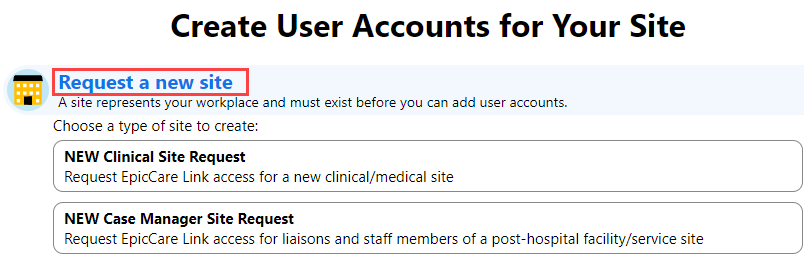 Create User Accounts for Your Site
Request a new site
A site represents your workplace and must exist before you can add user accounts.
Choose a type of site to create:
NEW Clinical Site Request
Request EpicCare Link access for a new clinical/medical site
NEW Case Manager Site Request
Request EpicCare Link access for liaisons and staff members of a post-hospital facility/service site